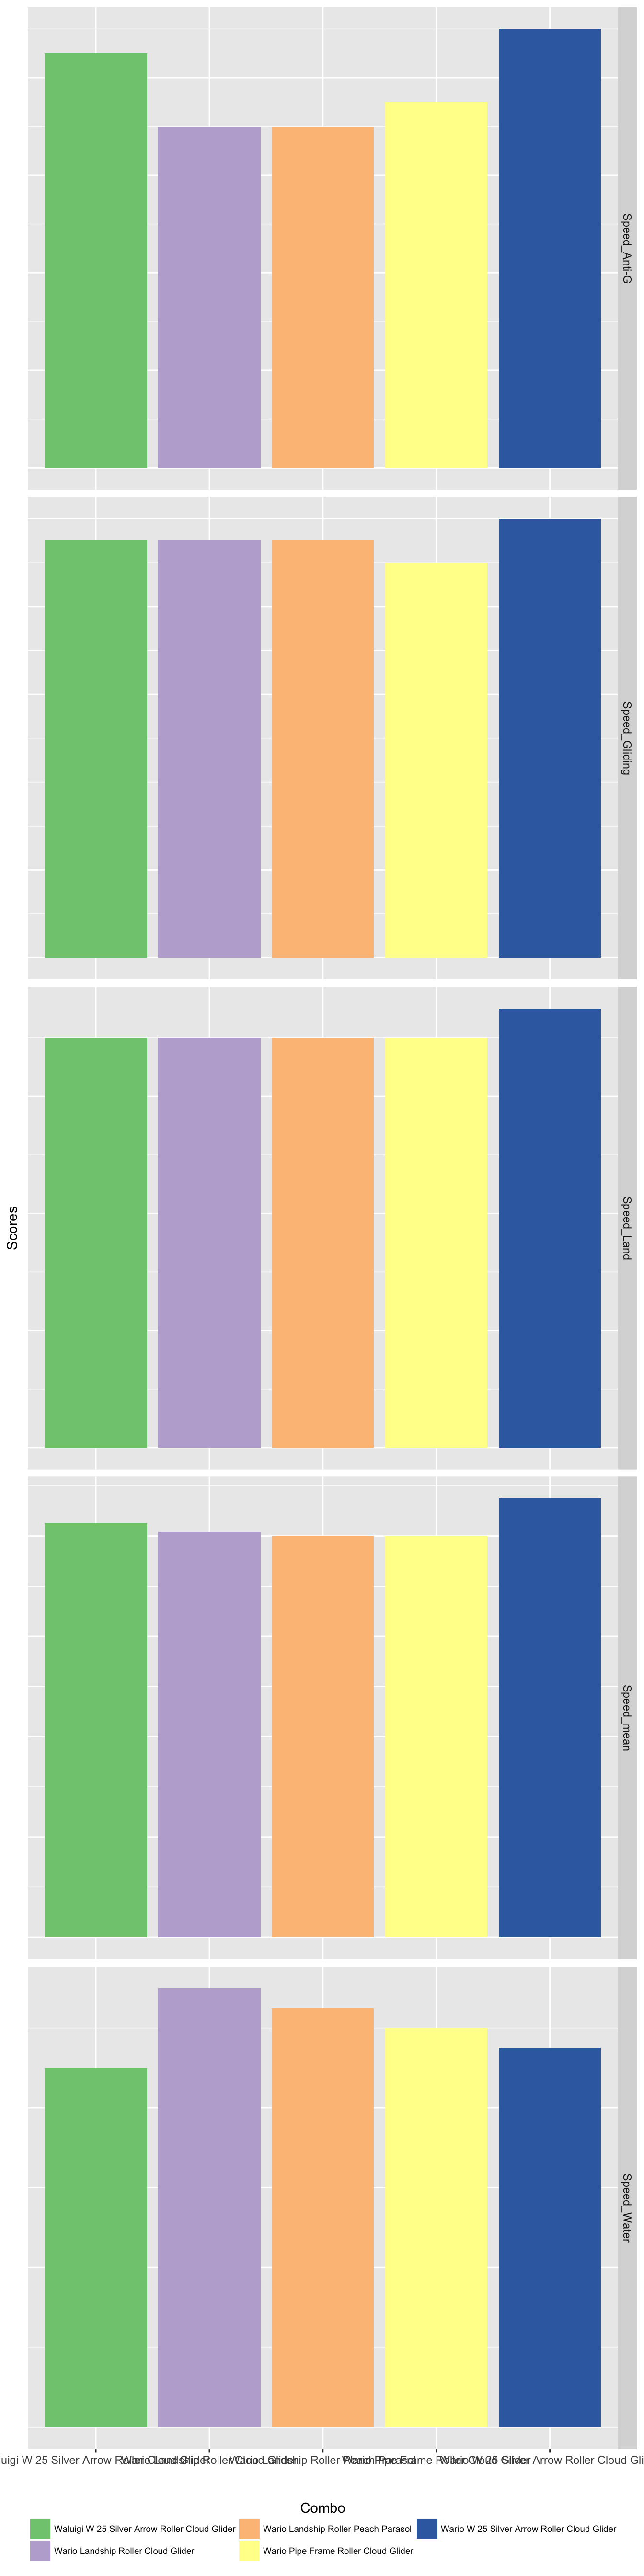 Speed_Anti-G
Speed_Gliding
Speed_Land
Scores
Speed_mean
Speed_Water
Combo
Waluigi W 25 Silver Arrow Roller Cloud Glider
Wario Landship Roller Peach Parasol
Wario W 25 Silver Arrow Roller Cloud Glider
Wario Landship Roller Cloud Glider
Wario Pipe Frame Roller Cloud Glider